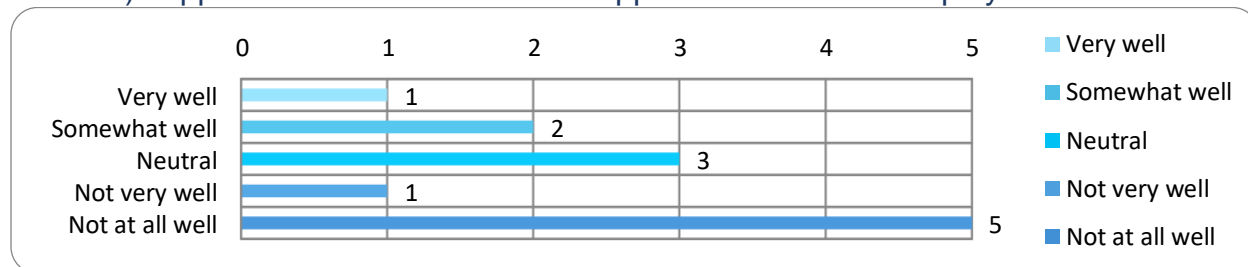 0 1 2 3 4 5
Very well 1
Somewhat well 2
Neutral 3
Not very well 1
Not at all well 5
Very well
Somewhat well
Neutral
Not very well
Not at all well